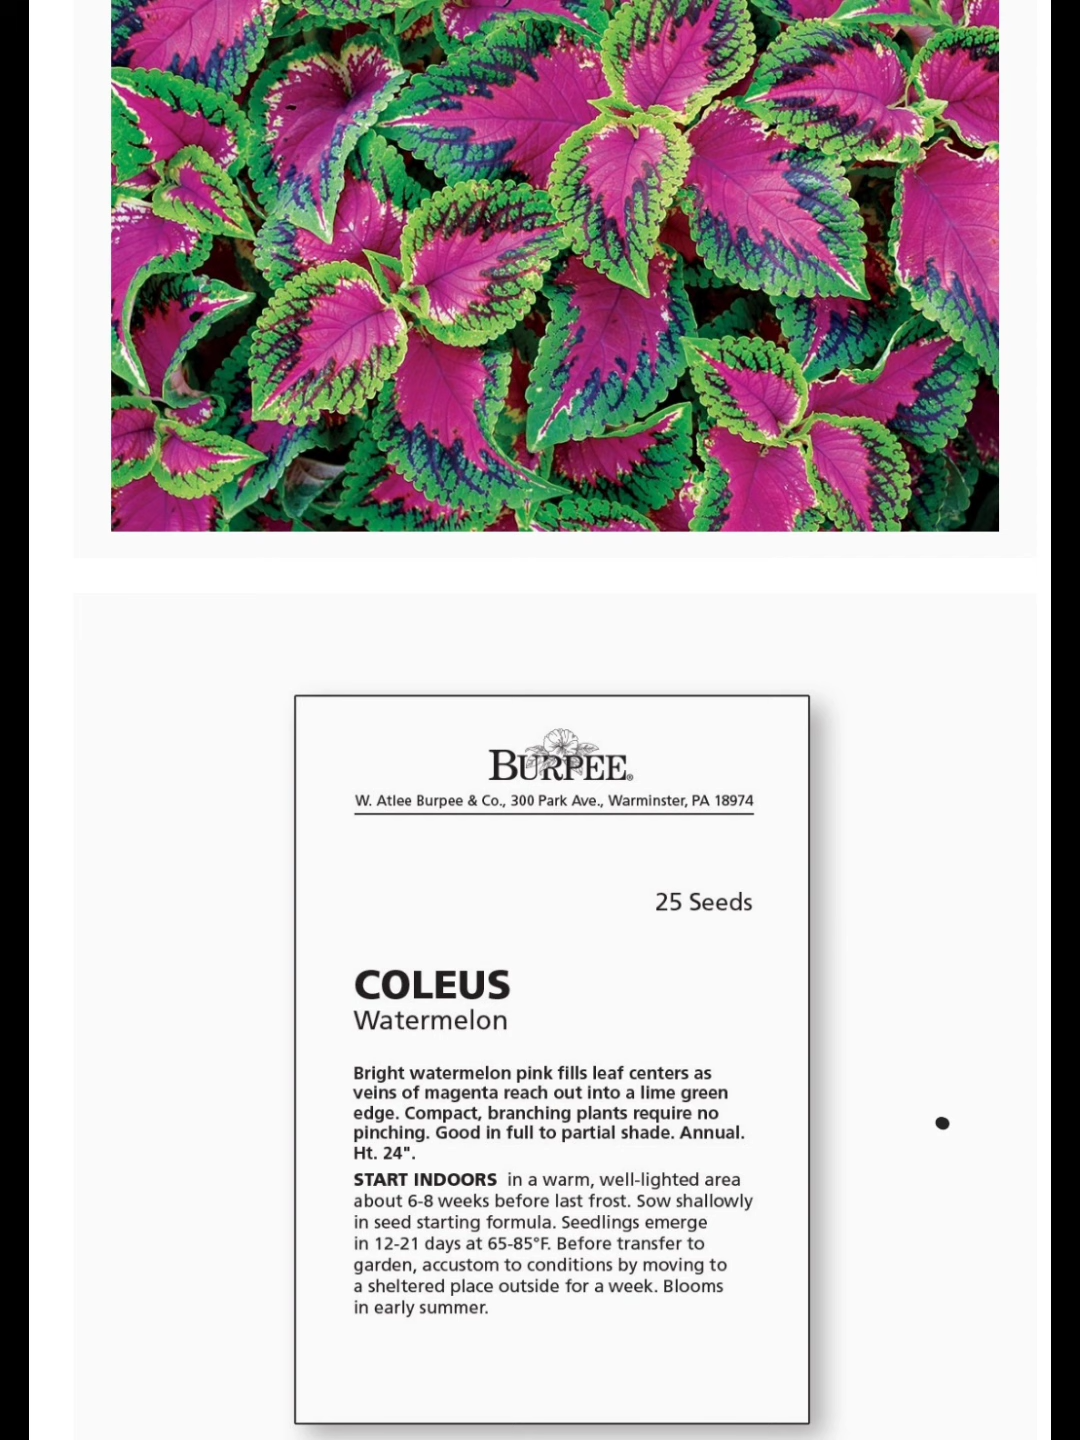 BURPEE®
W. Atlee Burpee & Co., 300 Park Ave., Warminster, PA 18974
25 Seeds
COLEUS
Watermelon
Bright watermelon pink fills leaf centers as
veins of magenta reach out into a lime green
edge. Compact, branching plants require no
pinching. Good in full to partial shade. Annual.
Ht. 24".
START INDOORS in a warm, well-lighted area
about 6-8 weeks before last frost. Sow shallowly
in seed starting formula. Seedlings emerge
in 12-21 days at 65-85°F. Before transfer to
garden, accustom to conditions by moving to
a sheltered place outside for a week. Blooms
in early summer.